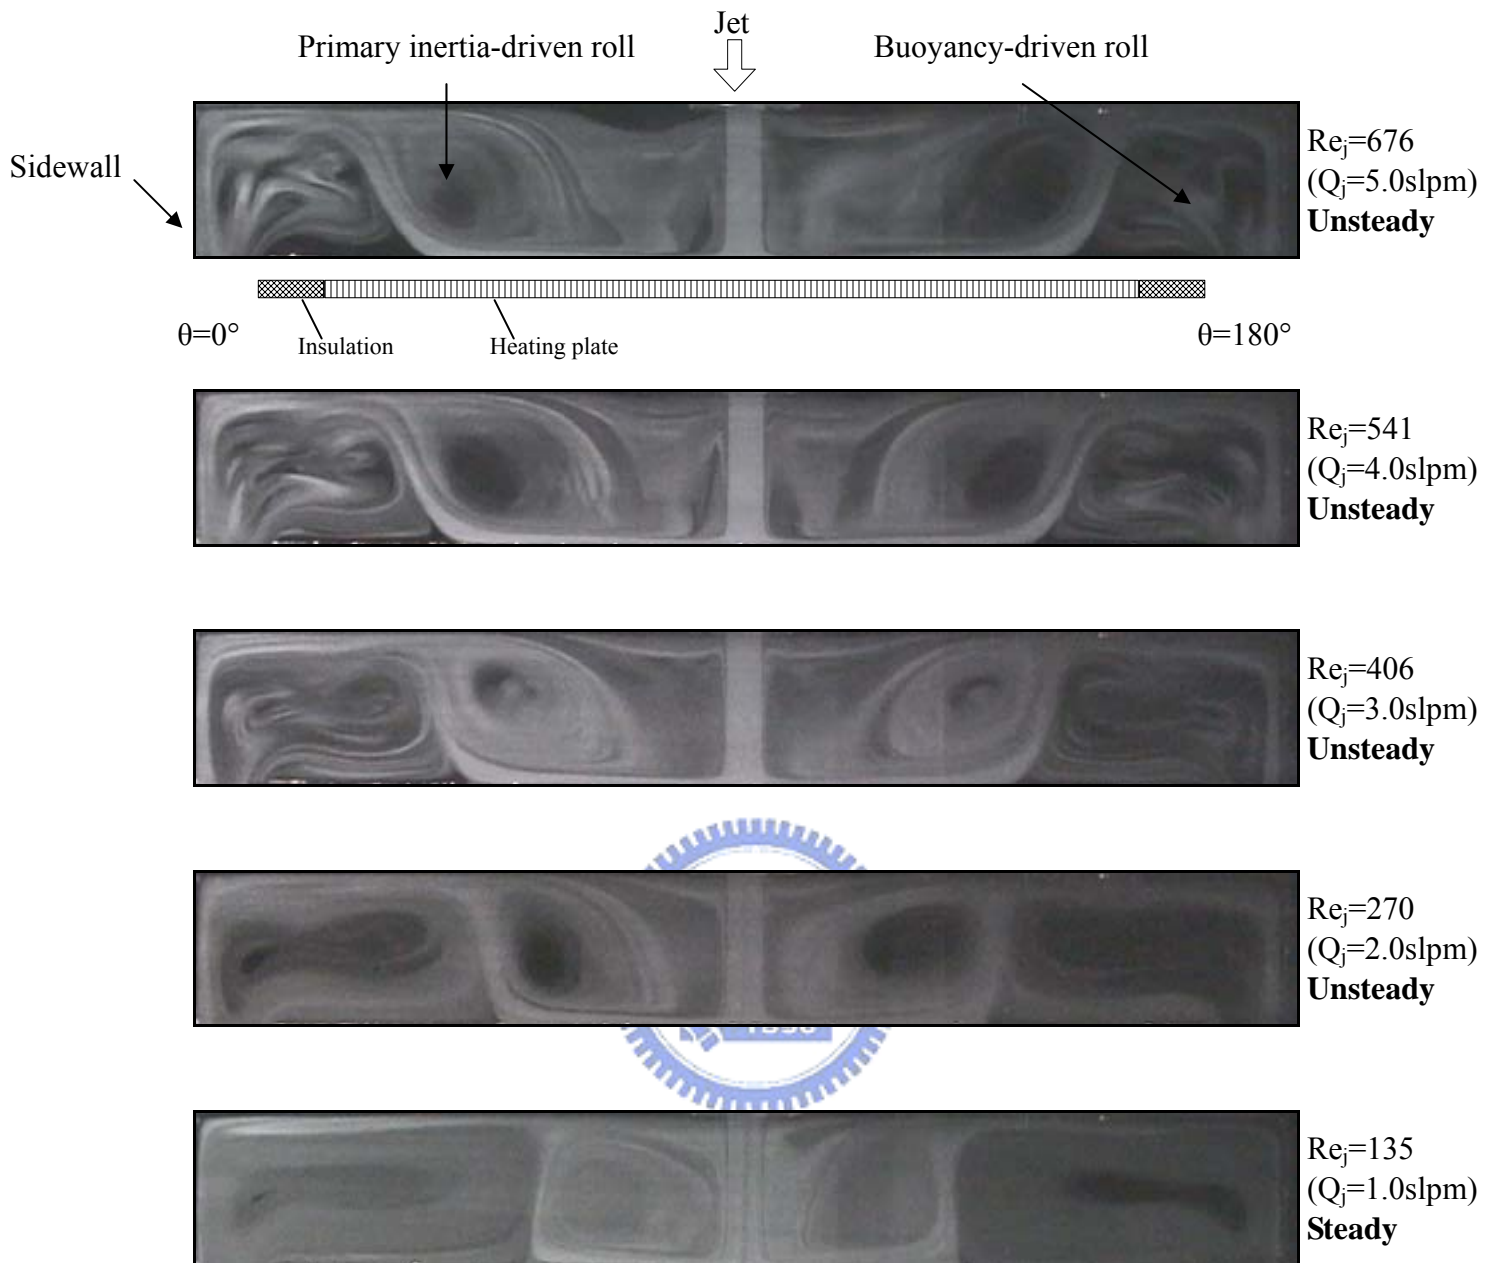 Jet
Primary inertia-driven roll
Buoyancy-driven roll
Sidewall
Rej=676
(Qj=5.0slpm)
Unsteady
θ=0°
Insulation
Heating plate
θ=180°
Rej=541
(Qj=4.0slpm)
Unsteady
Rej=406
(Qj=3.0slpm)
Unsteady
Rej=270
(Qj=2.0slpm)
Unsteady
Rej=135
(Qj=1.0slpm)
Steady